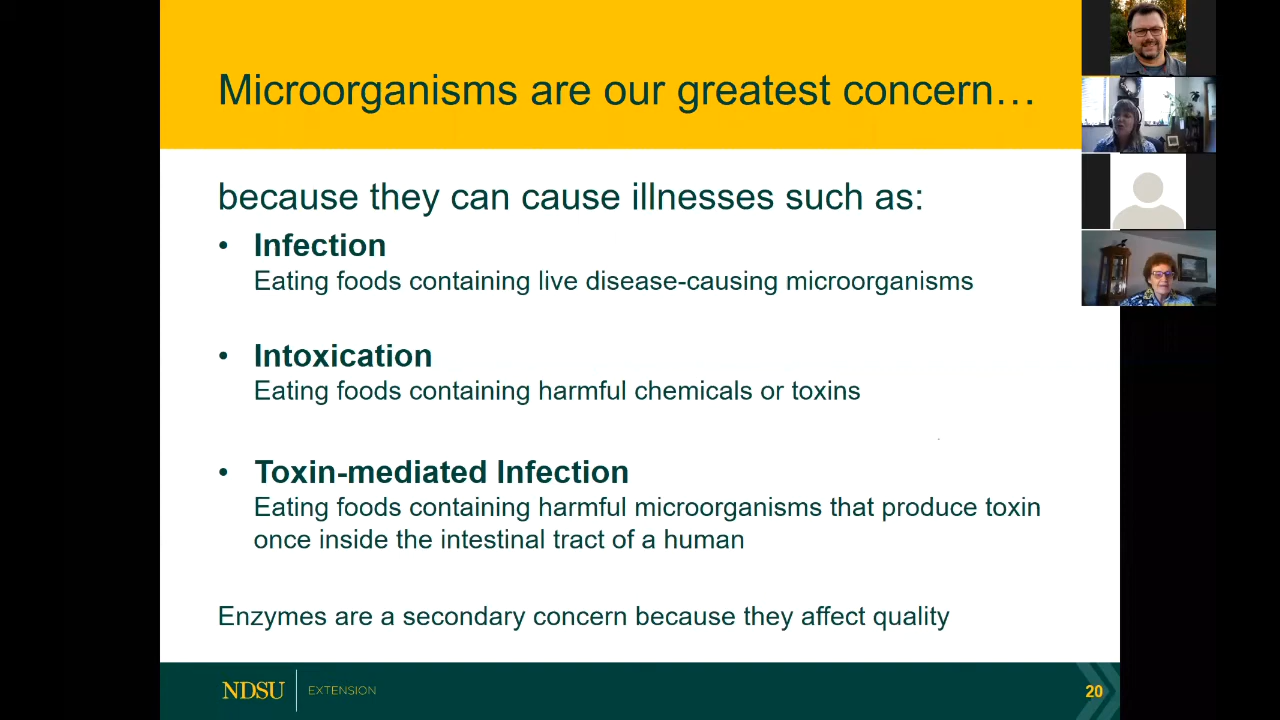 Microorganisms are our greatest concern…
because they can cause illnesses such as:
• Infection
Eating foods containing live disease-causing microorganisms
• Intoxication
Eating foods containing harmful chemicals or toxins
• Toxin-mediated Infection
Eating foods containing harmful microorganisms that produce toxin
once inside the intestinal tract of a human
Enzymes are a secondary concern because they affect quality
NDSU EXTENSION
20